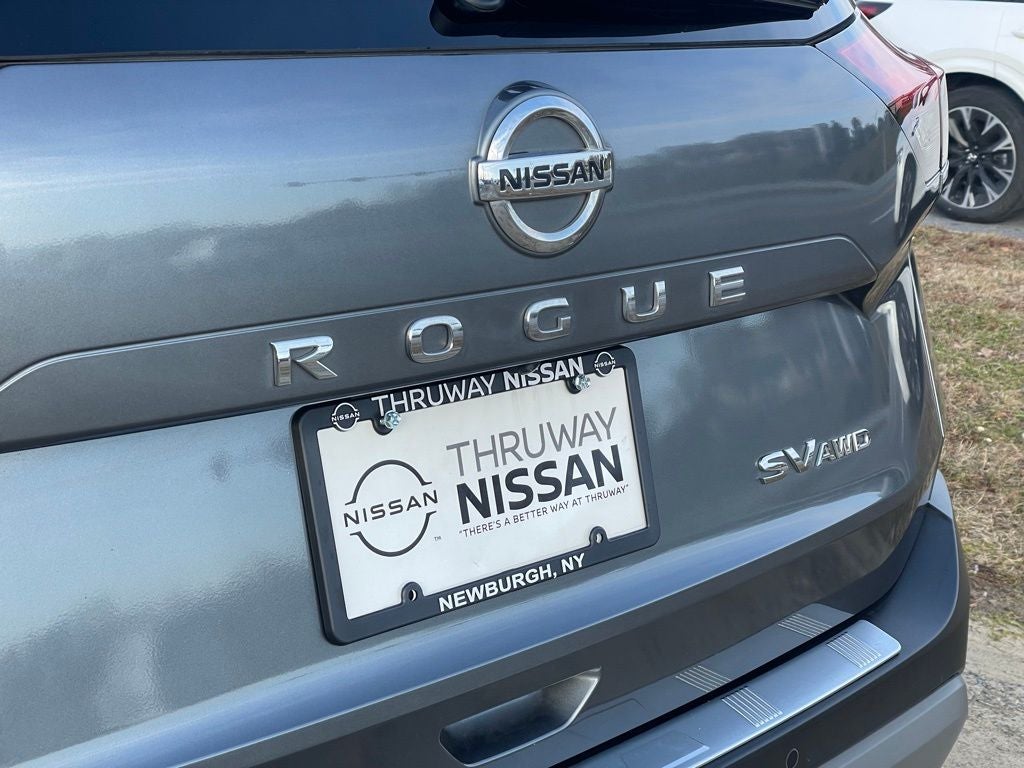 NISSAN
ROGUE
THRUWAY NISSAN
NISSAN
NISSAN
THRUWAY
NISSAN
"THERE'S A BETTER WAY AT THRUWAY"
NISSAN
TM
NEWBURGH, NY
SV AWD